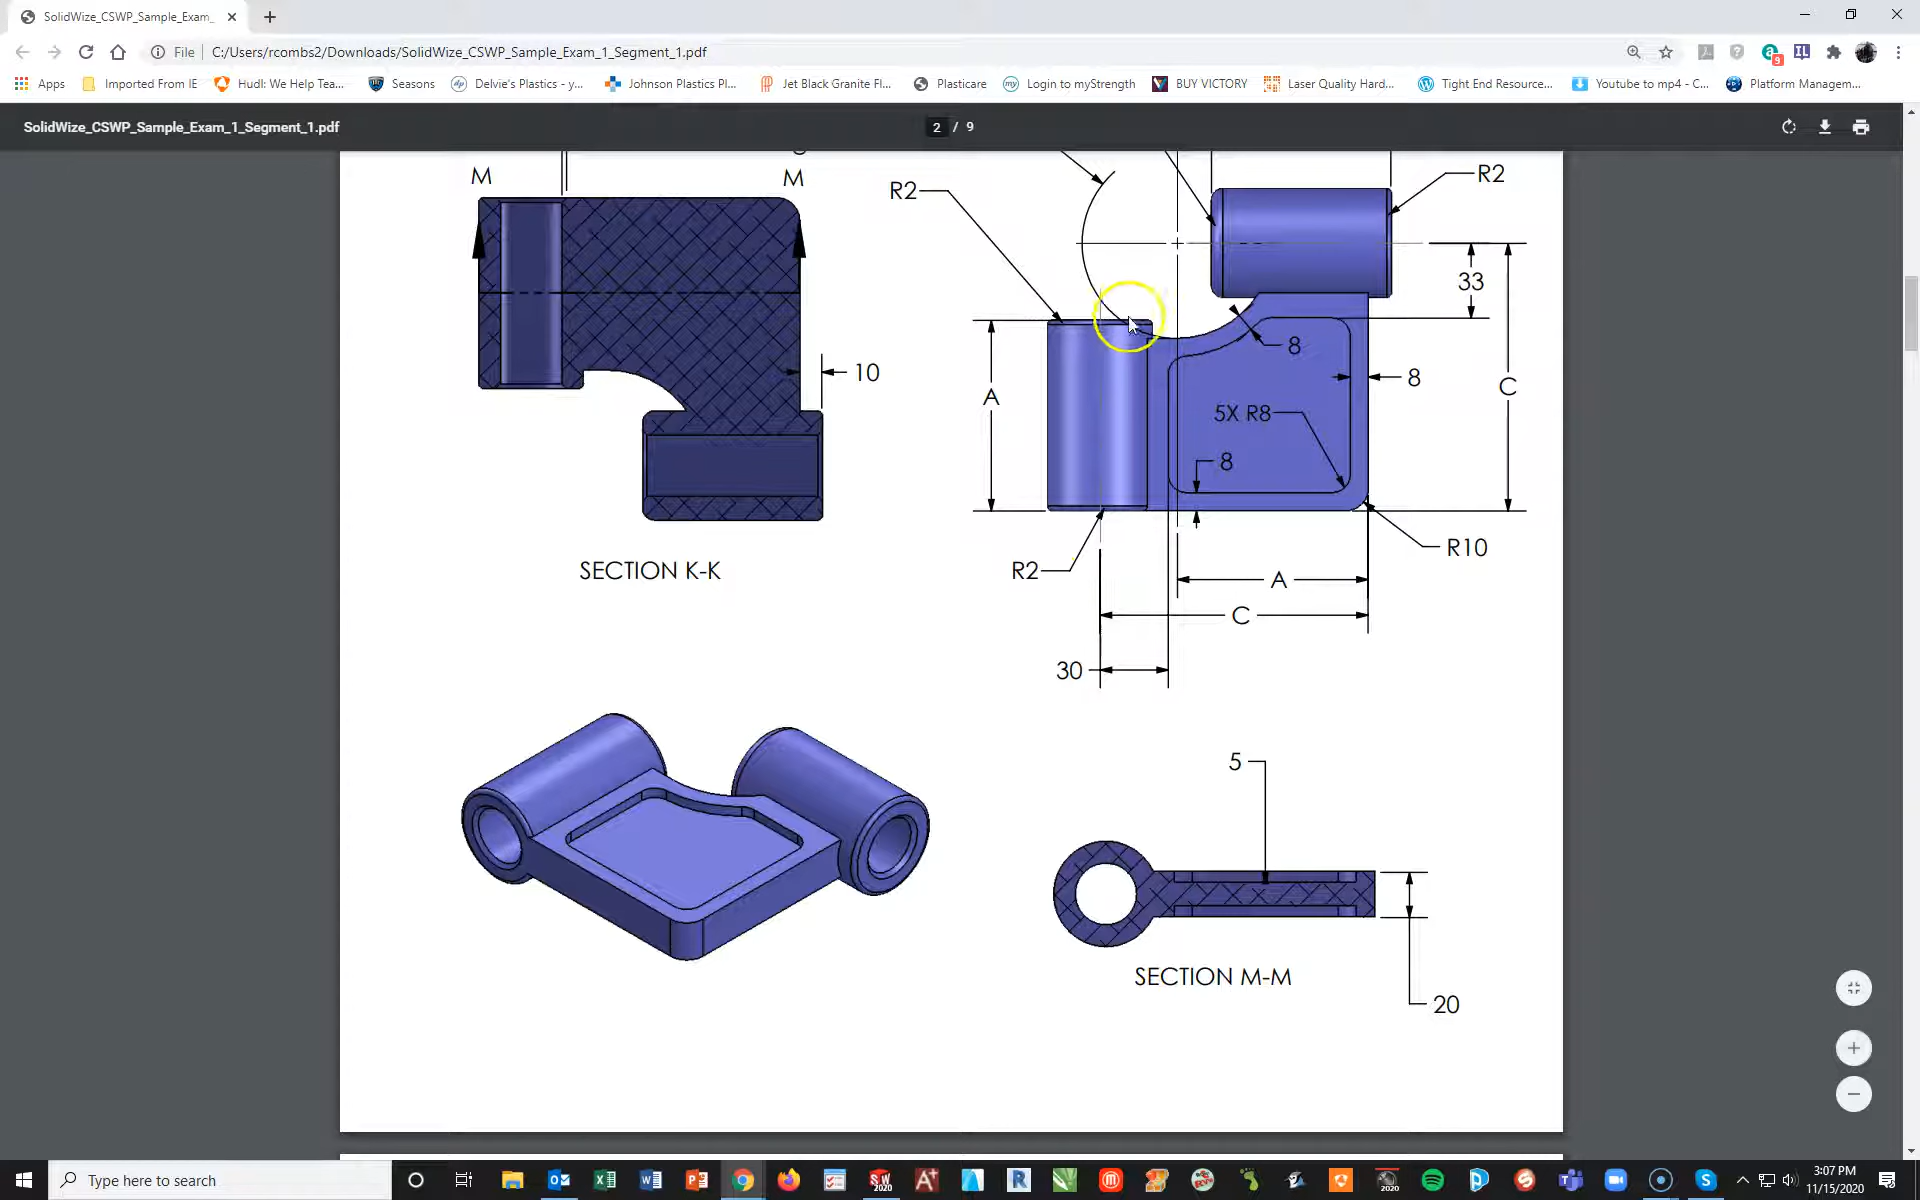 SolidWize_CSWP_Sample_Exam_
File
C:/Users/rcombs2/Downloads/SolidWize_CSWP_Sample_Exam_1_Segment_1.pdf
9
IL
Apps
Imported From IE
Hudl: We Help Tea...
Seasons
Delvie's Plastics - y...
Johnson Plastics Pl...
Jet Black Granite Fl...
Plasticare
Login to myStrength
BUY VICTORY
Laser Quality Hard...
Tight End Resource...
Youtube to mp4 - C...
Platform Managem...
SolidWize_CSWP_Sample_Exam_1_Segment_1.pdf
2 / 9
M
M
R2
R2
33
10
8
8
A
C
5X R8
8
R10
SECTION K-K
R2
A
C
30
5
SECTION M-M
20
Type here to search
3:07 PM
11/15/2020